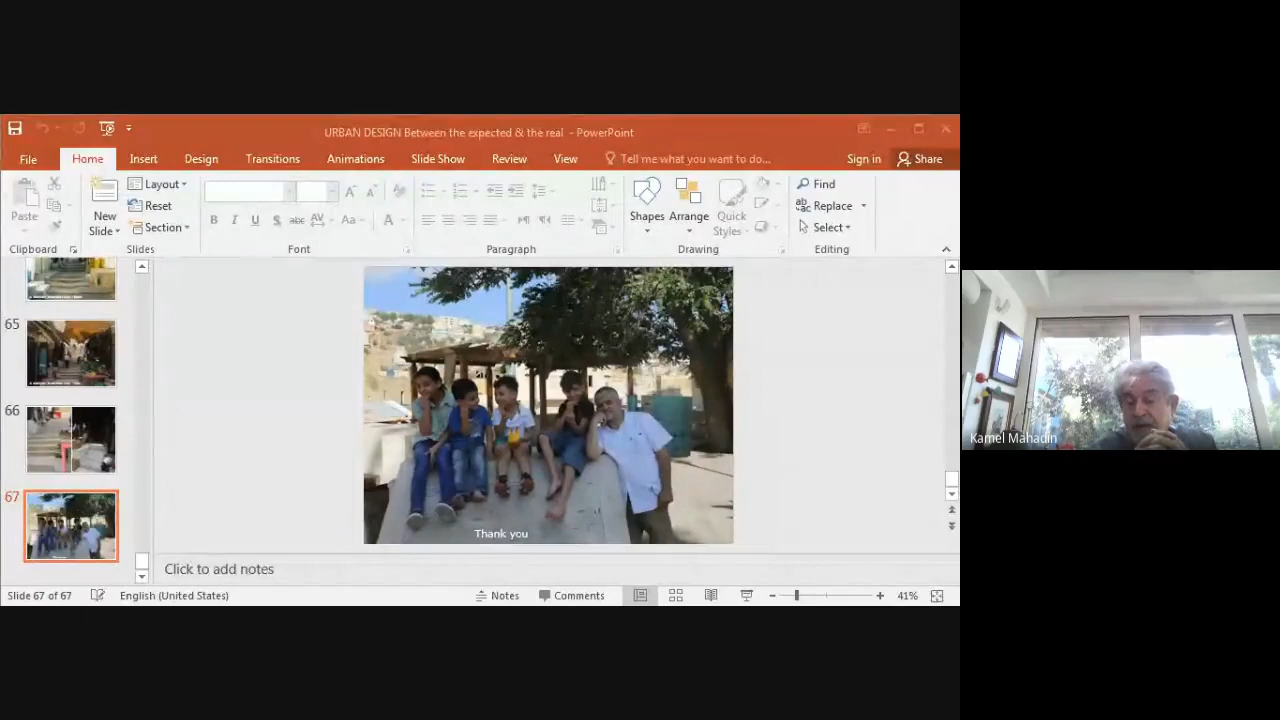 URBAN DESIGN Between the expected & the real - PowerPoint
File Home Insert Design Transitions Animations Slide Show Review View Tell me what you want to do... Sign in Share
Paste
New Slide
Layout
Reset
Section
Shapes
Arrange
Quick Styles
Find
Replace
Select
Clipboard Slides Font Paragraph Drawing Editing
65
66
67
Thank you
Click to add notes
Slide 67 of 67 English (United States) Notes Comments 41%
Kamel Mahadin